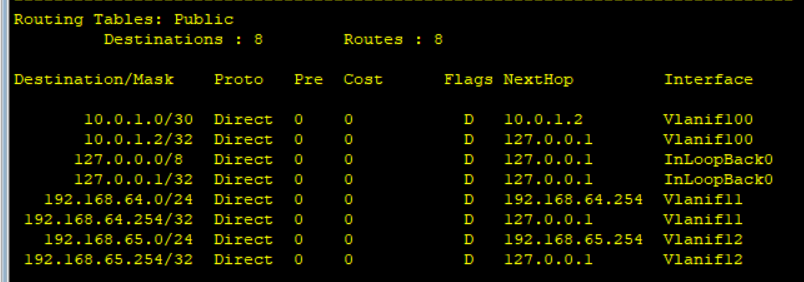 Routing Tables: Public
Destinations : 8 Routes : 8
Destination/Mask Proto Pre Cost Flags NextHop Interface
10.0.1.0/30 Direct 0 0 D 10.0.1.2 Vlanif100
10.0.1.2/32 Direct 0 0 D 127.0.0.1 Vlanif100
127.0.0.0/8 Direct 0 0 D 127.0.0.1 InLoopBack0
127.0.0.1/32 Direct 0 0 D 127.0.0.1 InLoopBack0
192.168.64.0/24 Direct 0 0 D 192.168.64.254 Vlanif11
192.168.64.254/32 Direct 0 0 D 127.0.0.1 Vlanif11
192.168.65.0/24 Direct 0 0 D 192.168.65.254 Vlanif12
192.168.65.254/32 Direct 0 0 D 127.0.0.1 Vlanif12